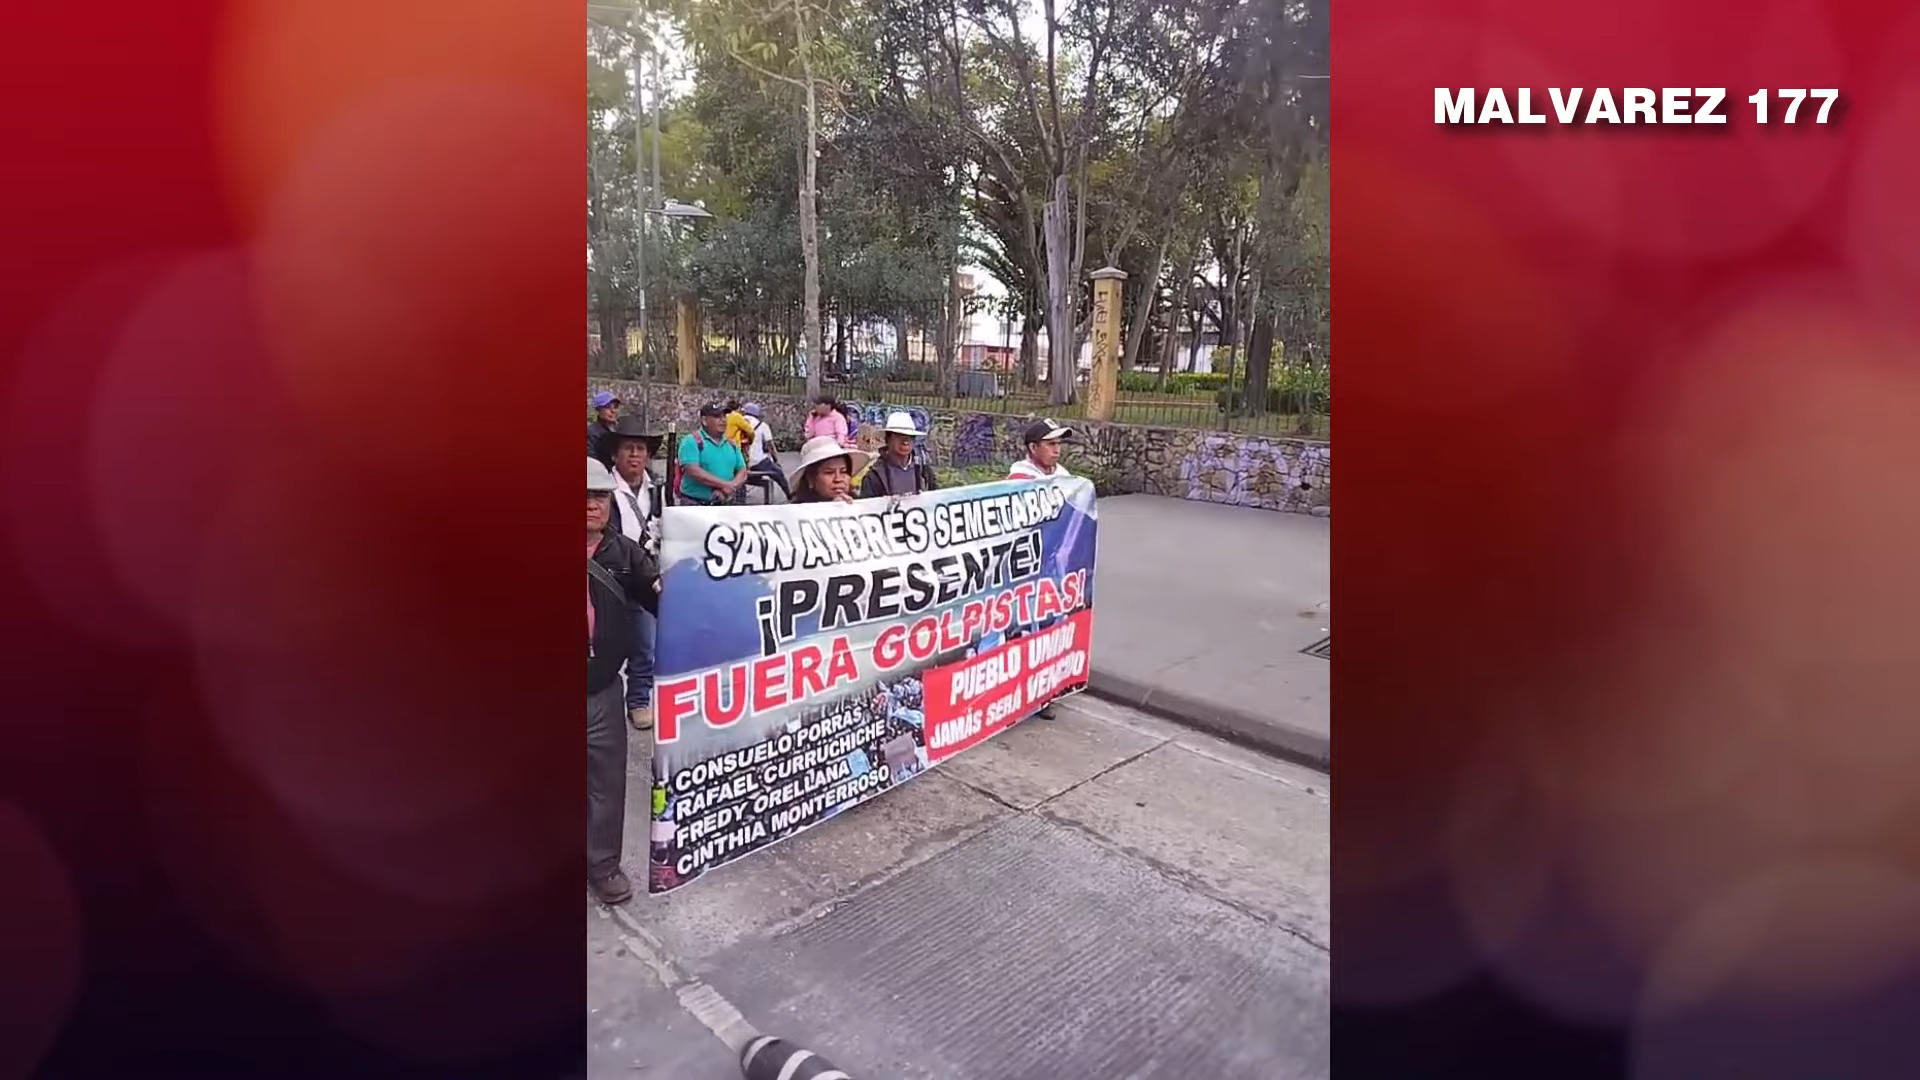 MALVAREZ 177
SAN ANDRÉS SEMETABAJ
¡PRESENTE!
FUERA GOLPISTAS!
PUEBLO UNIDO
JAMÁS SERÁ VENCIDO
CONSUELO PORRAS
RAFAEL CURRUCHICHE
FREDY ORELLANA
CINTHIA MONTERROSO